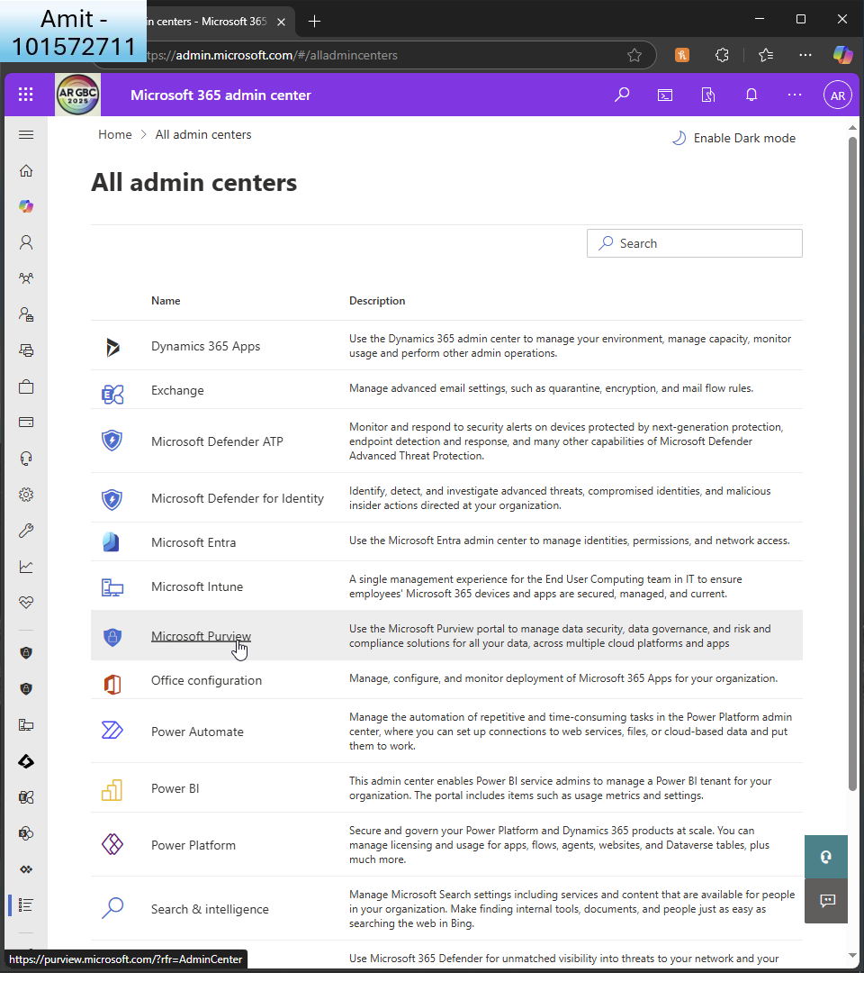 Amit -
101572711
in centers - Microsoft 365
tps://admin.microsoft.com/#/alladmincenters
AR GBC
2025
Microsoft 365 admin center
AR
Home > All admin centers
Enable Dark mode
All admin centers
Search
Name Description
Dynamics 365 Apps
Use the Dynamics 365 admin center to manage your environment, manage capacity, monitor
usage and perform other admin operations.
Exchange
Manage advanced email settings, such as quarantine, encryption, and mail flow rules.
Microsoft Defender ATP
Monitor and respond to security alerts on devices protected by next-generation protection,
endpoint detection and response, and many other capabilities of Microsoft Defender
Advanced Threat Protection.
Microsoft Defender for Identity
Identify, detect, and investigate advanced threats, compromised identities, and malicious
insider actions directed at your organization.
Microsoft Entra
Use the Microsoft Entra admin center to manage identities, permissions, and network access.
Microsoft Intune
A single management experience for the End User Computing team in IT to ensure
employees' Microsoft 365 devices and apps are secured, managed, and current.
Microsoft Purview
Use the Microsoft Purview portal to manage data security, data governance, and risk and
compliance solutions for all your data, across multiple cloud platforms and apps
Office configuration
Manage, configure, and monitor deployment of Microsoft 365 Apps for your organization.
Power Automate
Manage the automation of repetitive and time-consuming tasks in the Power Platform admin
center, where you can set up connections to web services, files, or cloud-based data and put
them to work.
Power BI
This admin center enables Power BI service admins to manage a Power BI tenant for your
organization. The portal includes items such as usage metrics and settings.
Power Platform
Secure and govern your Power Platform and Dynamics 365 products at scale. You can
manage licensing and usage for apps, flows, agents, websites, and Dataverse tables, plus
much more.
Search & intelligence
Manage Microsoft Search settings including services and content that are available for people
in your organization. Make finding internal tools, documents, and people just as easy as
searching the web in Bing.
Use Microsoft 365 Defender for unmatched visibility into threats to your network and your
https://purview.microsoft.com/?rfr=AdminCenter